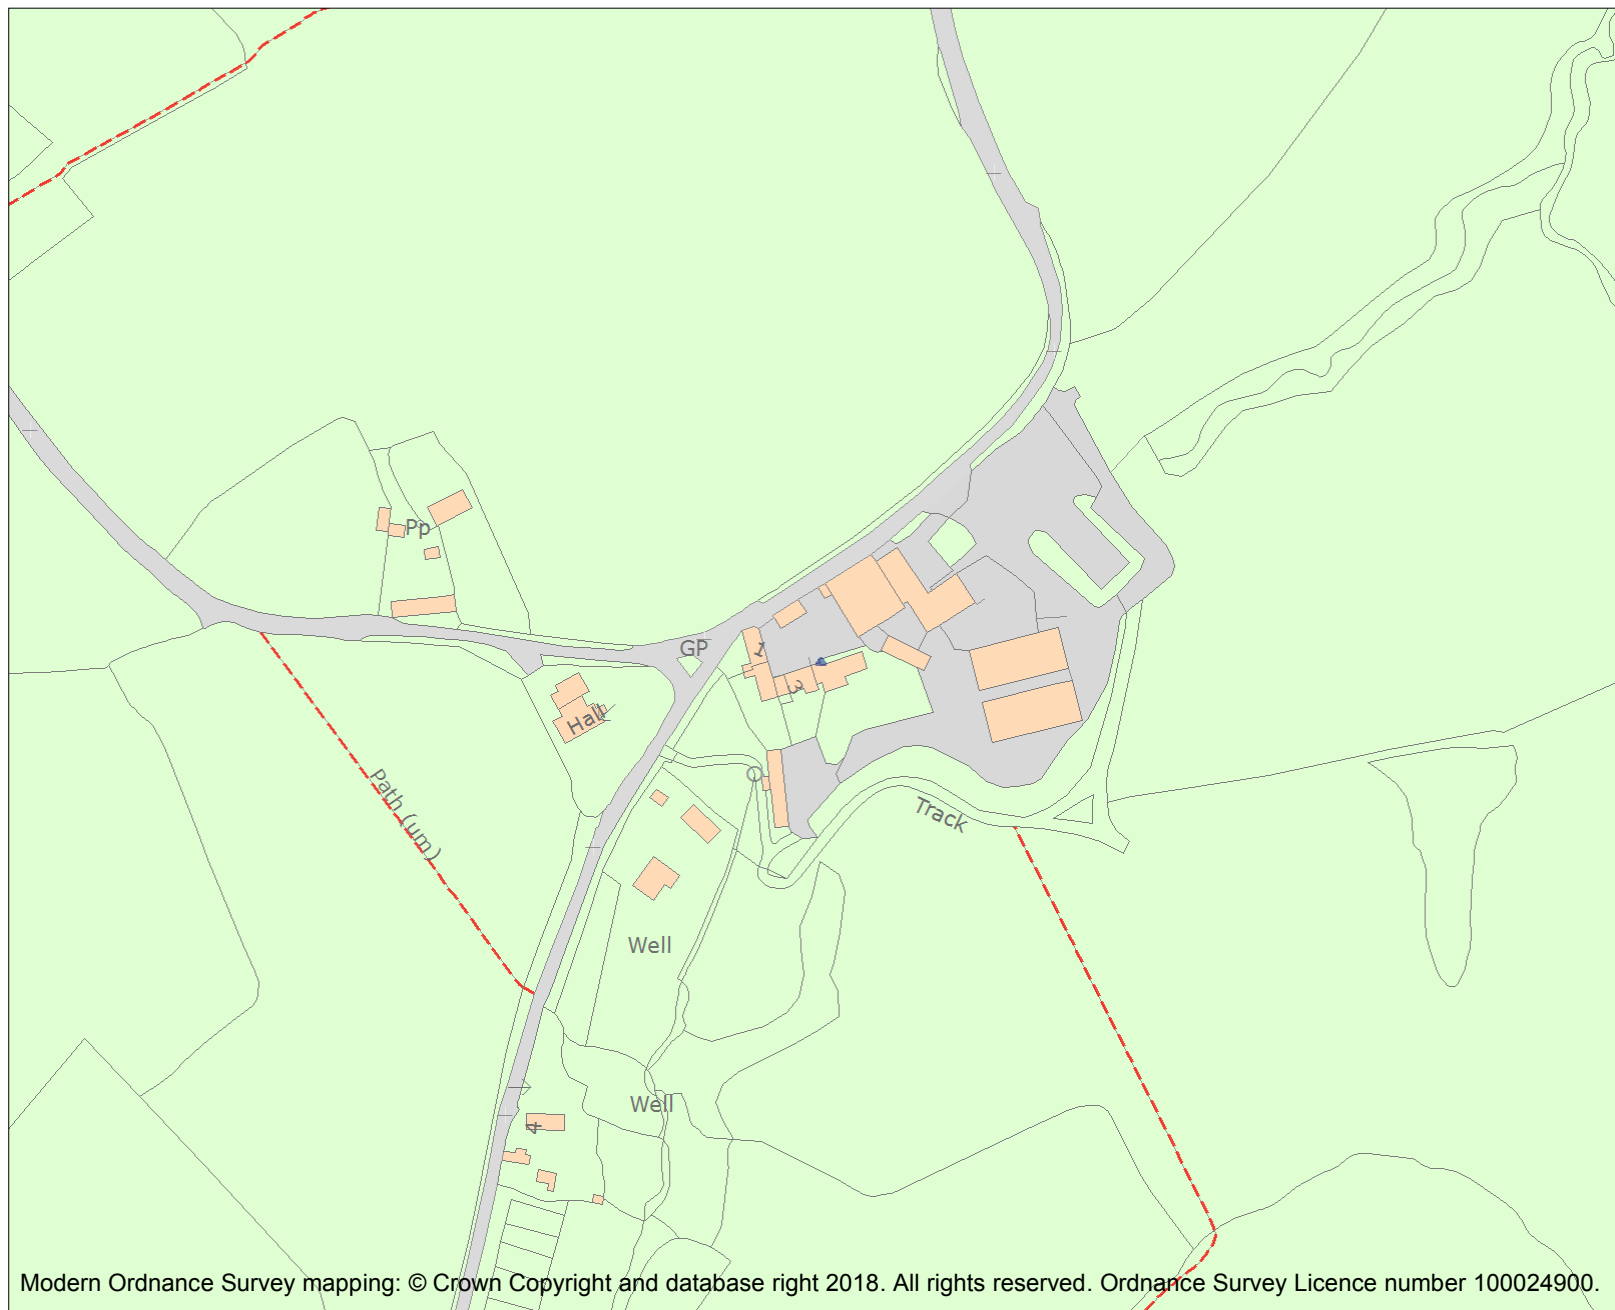 Pp
GP
1
3
Hall
Path (um)
Track
Well
Well
4
Modern Ordnance Survey mapping: © Crown Copyright and database right 2018. All rights reserved. Ordnance Survey Licence number 100024900.